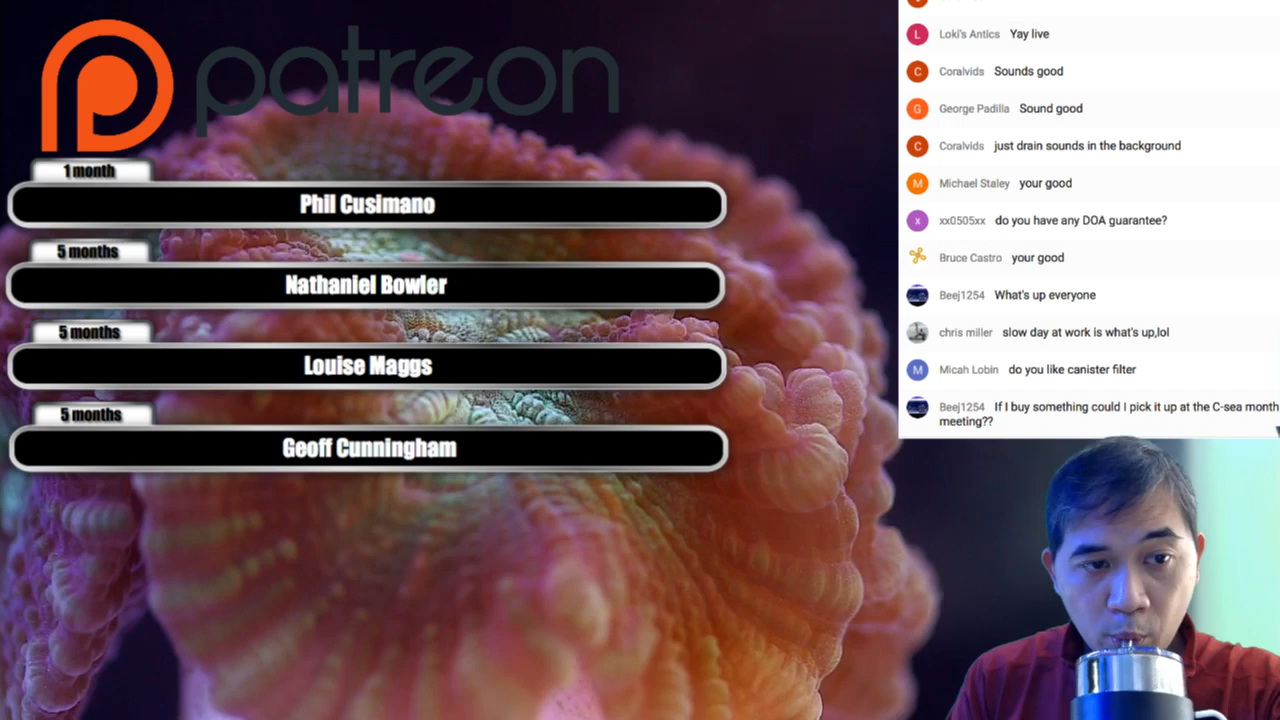 patreon
1 month
Phil Cusimano
5 months
Nathaniel Bowler
5 months
Louise Maggs
5 months
Geoff Cunningham
L Loki's Antics Yay live
C Coralvids Sounds good
G George Padilla Sound good
C Coralvids just drain sounds in the background
M Michael Staley your good
x xx0505xx do you have any DOA guarantee?
Bruce Castro your good
Beej1254 What's up everyone
chris miller slow day at work is what's up,lol
M Micah Lobin do you like canister filter
Beej1254 If I buy something could I pick it up at the C-sea month
meeting??